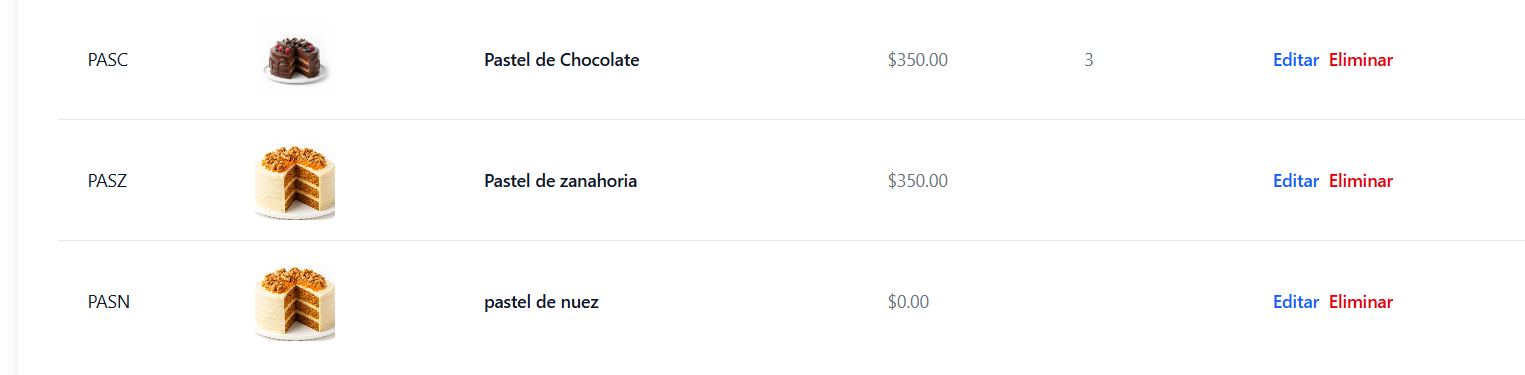 PASC Pastel de Chocolate $350.00 3 Editar Eliminar
PASZ Pastel de zanahoria $350.00 Editar Eliminar
PASN pastel de nuez $0.00 Editar Eliminar